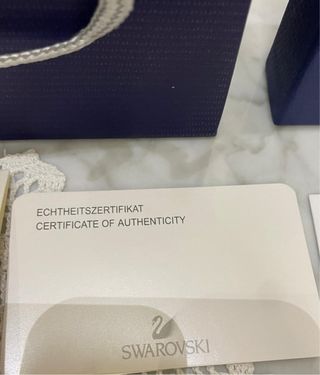 ECHTHEITSZERTIFIKAT
CERTIFICATE OF AUTHENTICITY
SWAROVSKI